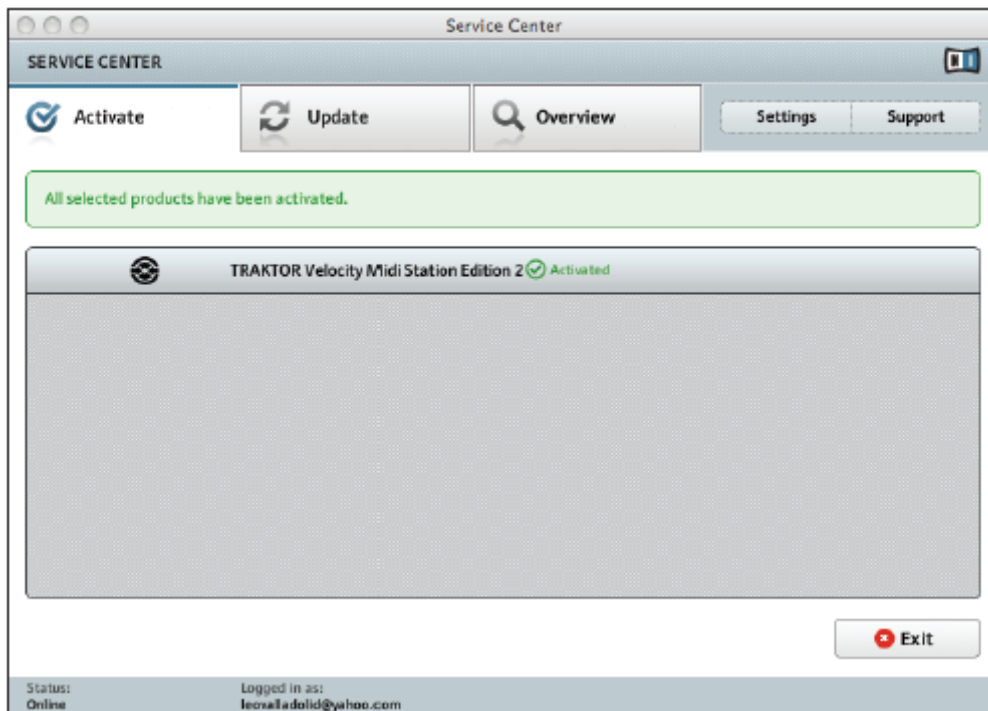 Service Center
SERVICE CENTER
Activate Update Overview Settings Support
All selected products have been activated.
TRAKTOR Velocity Midi Station Edition 2 Activated
Exit
Status: Logged in as:
Online leovalladolid@yahoo.com